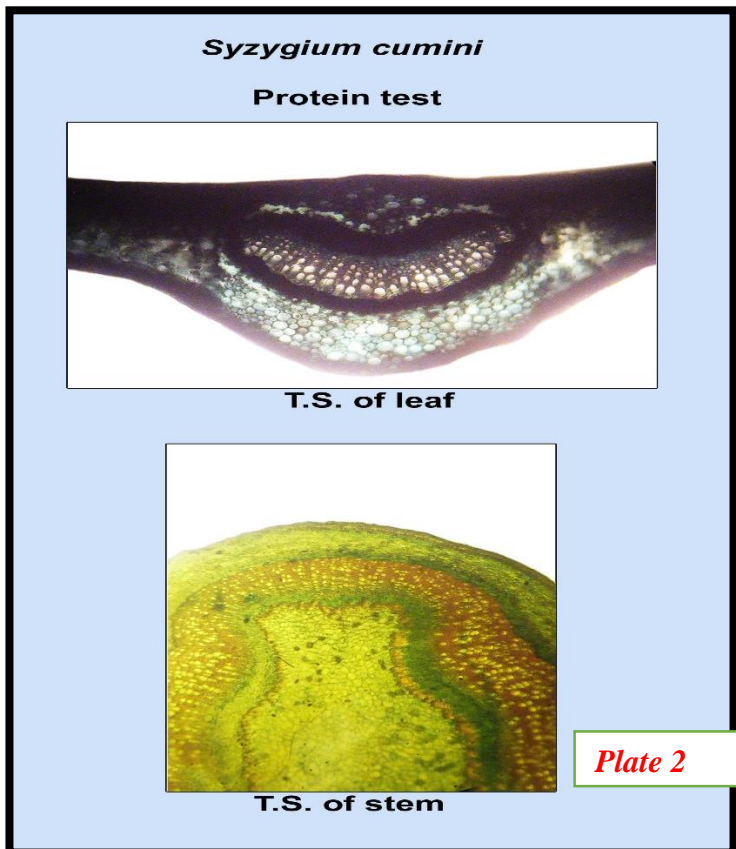 Syzygium cumini
Protein test
T.S. of leaf
T.S. of stem
Plate 2